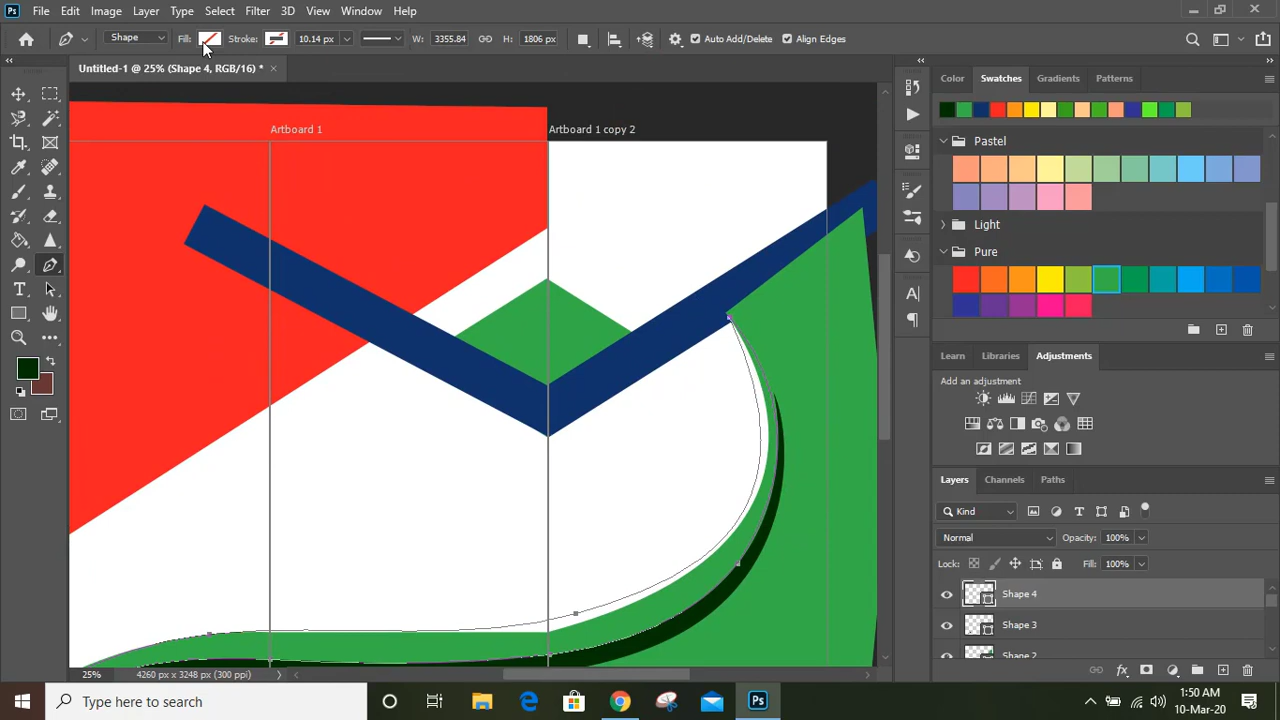 Ps File Edit Image Layer Type Select Filter 3D View Window Help
Shape Fill: Stroke: 10.14 px W: 3355.84 H: 1806 px Auto Add/Delete Align Edges
Untitled-1 @ 25% (Shape 4, RGB/16) *
Color Swatches Gradients Patterns
Artboard 1 Artboard 1 copy 2
Pastel
Light
Pure
Learn Libraries Adjustments
Add an adjustment
Layers Channels Paths
Kind
Normal Opacity: 100%
Lock: Fill: 100%
Shape 4
Shape 3
Shape 2
25% 4260 px x 3248 px (300 ppi)
Type here to search
1:50 AM
10-Mar-20